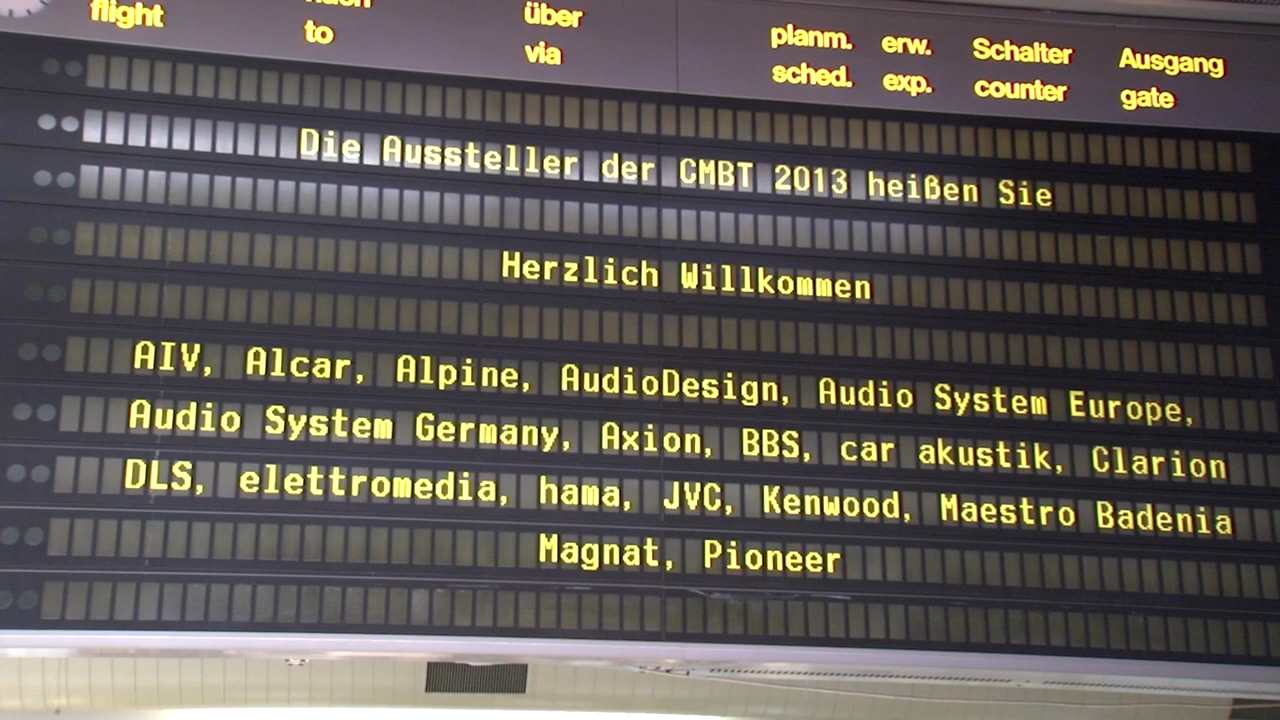 flight nach to über via planm. sched. erw. exp. Schalter counter Ausgang gate
Die Aussteller der CMBT 2013 heißen Sie
Herzlich Willkommen
AIV, Alcar, Alpine, AudioDesign, Audio System Europe,
Audio System Germany, Axion, BBS, car akustik, Clarion
DLS, elettromedia, hama, JVC, Kenwood, Maestro Badenia
Magnat, Pioneer